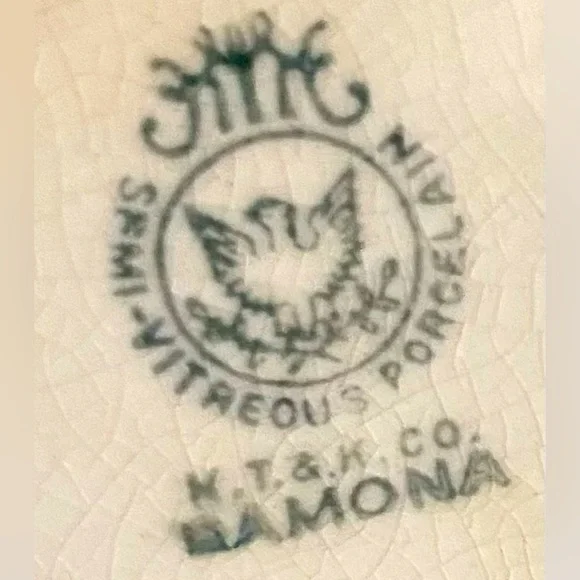 SEMI-VITREOUS PORCELAIN
K.T.&K. CO.
RAMONA